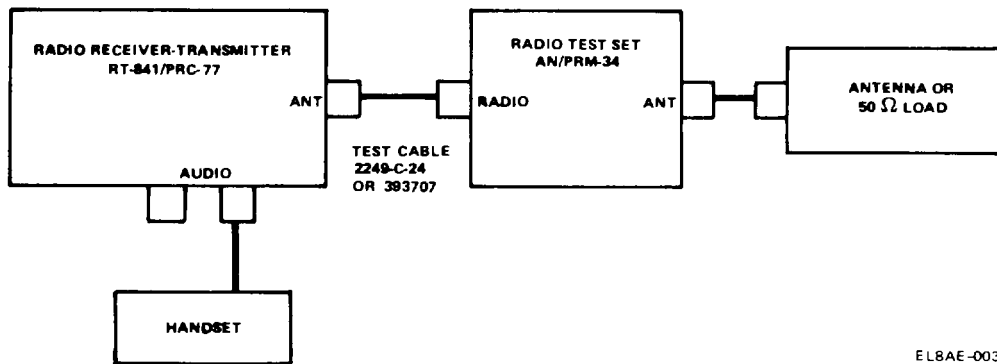 RADIO RECEIVER-TRANSMITTER
RT-841/PRC-77
ANT
AUDIO
TEST CABLE
2249-C-24
OR 393707
RADIO TEST SET
AN/PRM-34
RADIO
ANT
ANTENNA OR
50 Ω LOAD
HANDSET
EL8AE-003